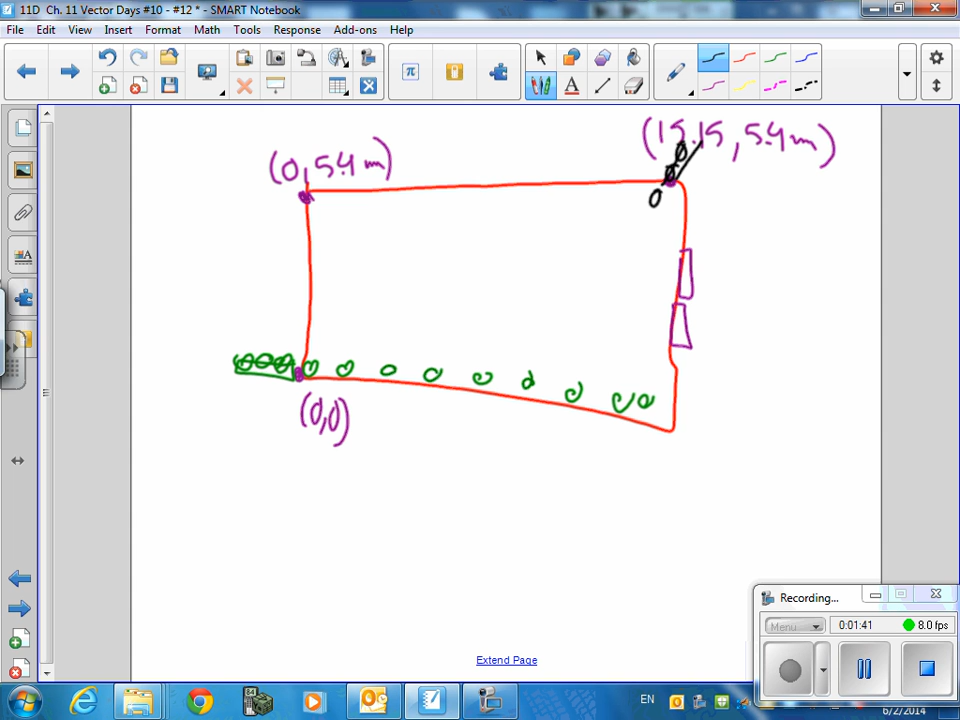 11D Ch. 11 Vector Days #10 - #12 * - SMART Notebook
File Edit View Insert Format Math Tools Response Add-ons Help
(15.15, 5.4 m)
(0, 5.4 m)
(0,0)
Extend Page
Recording...
Menu 0:01:41 8.0 fps
EN
6/2/2014